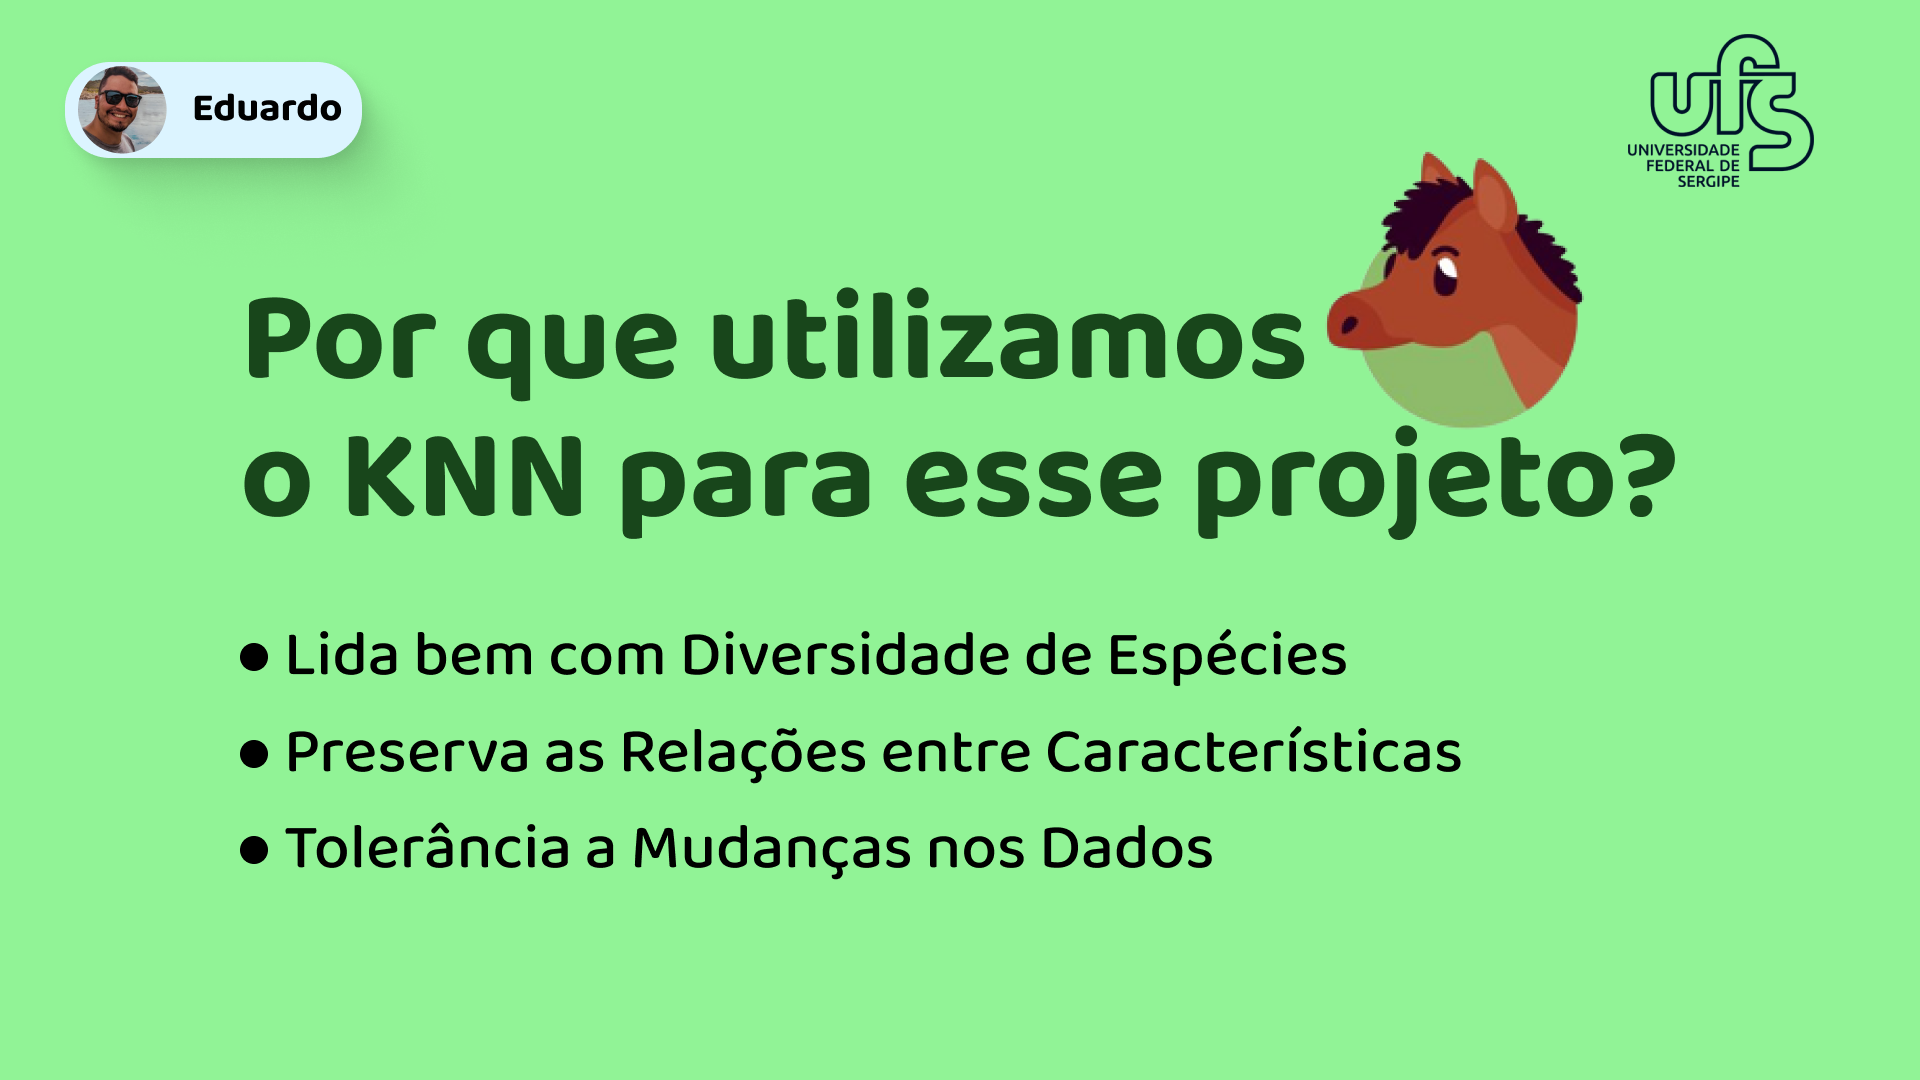 Eduardo
ufs
UNIVERSIDADE
FEDERAL DE
SERGIPE
Por que utilizamos
o KNN para esse projeto?
• Lida bem com Diversidade de Espécies
• Preserva as Relações entre Características
• Tolerância a Mudanças nos Dados